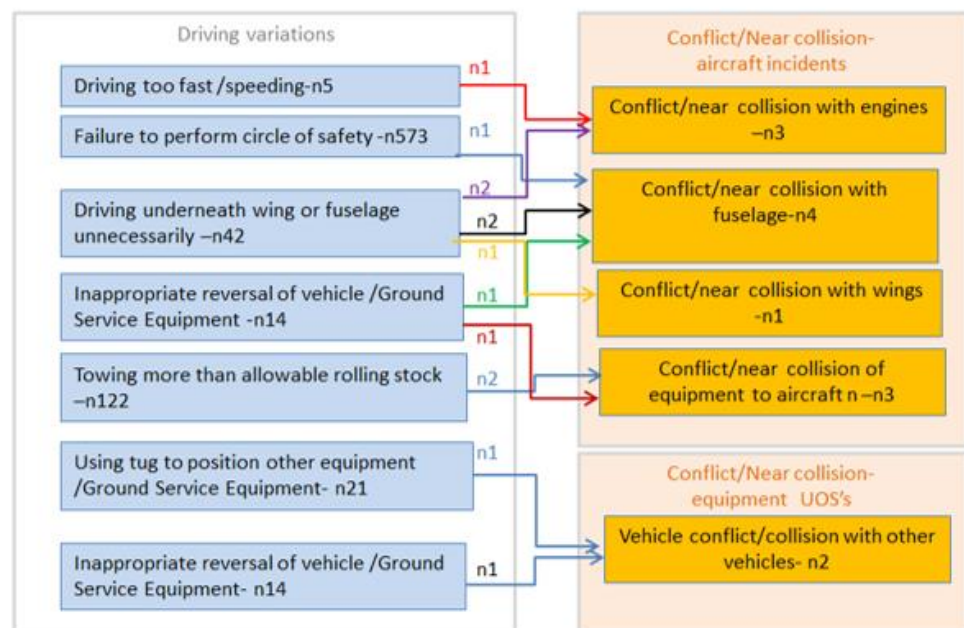 Driving variations
Driving too fast /speeding-n5
Failure to perform circle of safety -n573
Driving underneath wing or fuselage
unnecessarily –n42
Inappropriate reversal of vehicle /Ground
Service Equipment -n14
Towing more than allowable rolling stock
–n122
Using tug to position other equipment
/Ground Service Equipment- n21
Inappropriate reversal of vehicle /Ground
Service Equipment- n14
n1
n1
n2
n2
n1
n1
n1
n2
n1
n1
Conflict/Near collision-
aircraft incidents
Conflict/near collision with engines
–n3
Conflict/near collision with
fuselage-n4
Conflict/near collision with wings
-n1
Conflict/near collision of
equipment to aircraft n –n3
Conflict/Near collision-
equipment UOS's
Vehicle conflict/collision with other
vehicles- n2